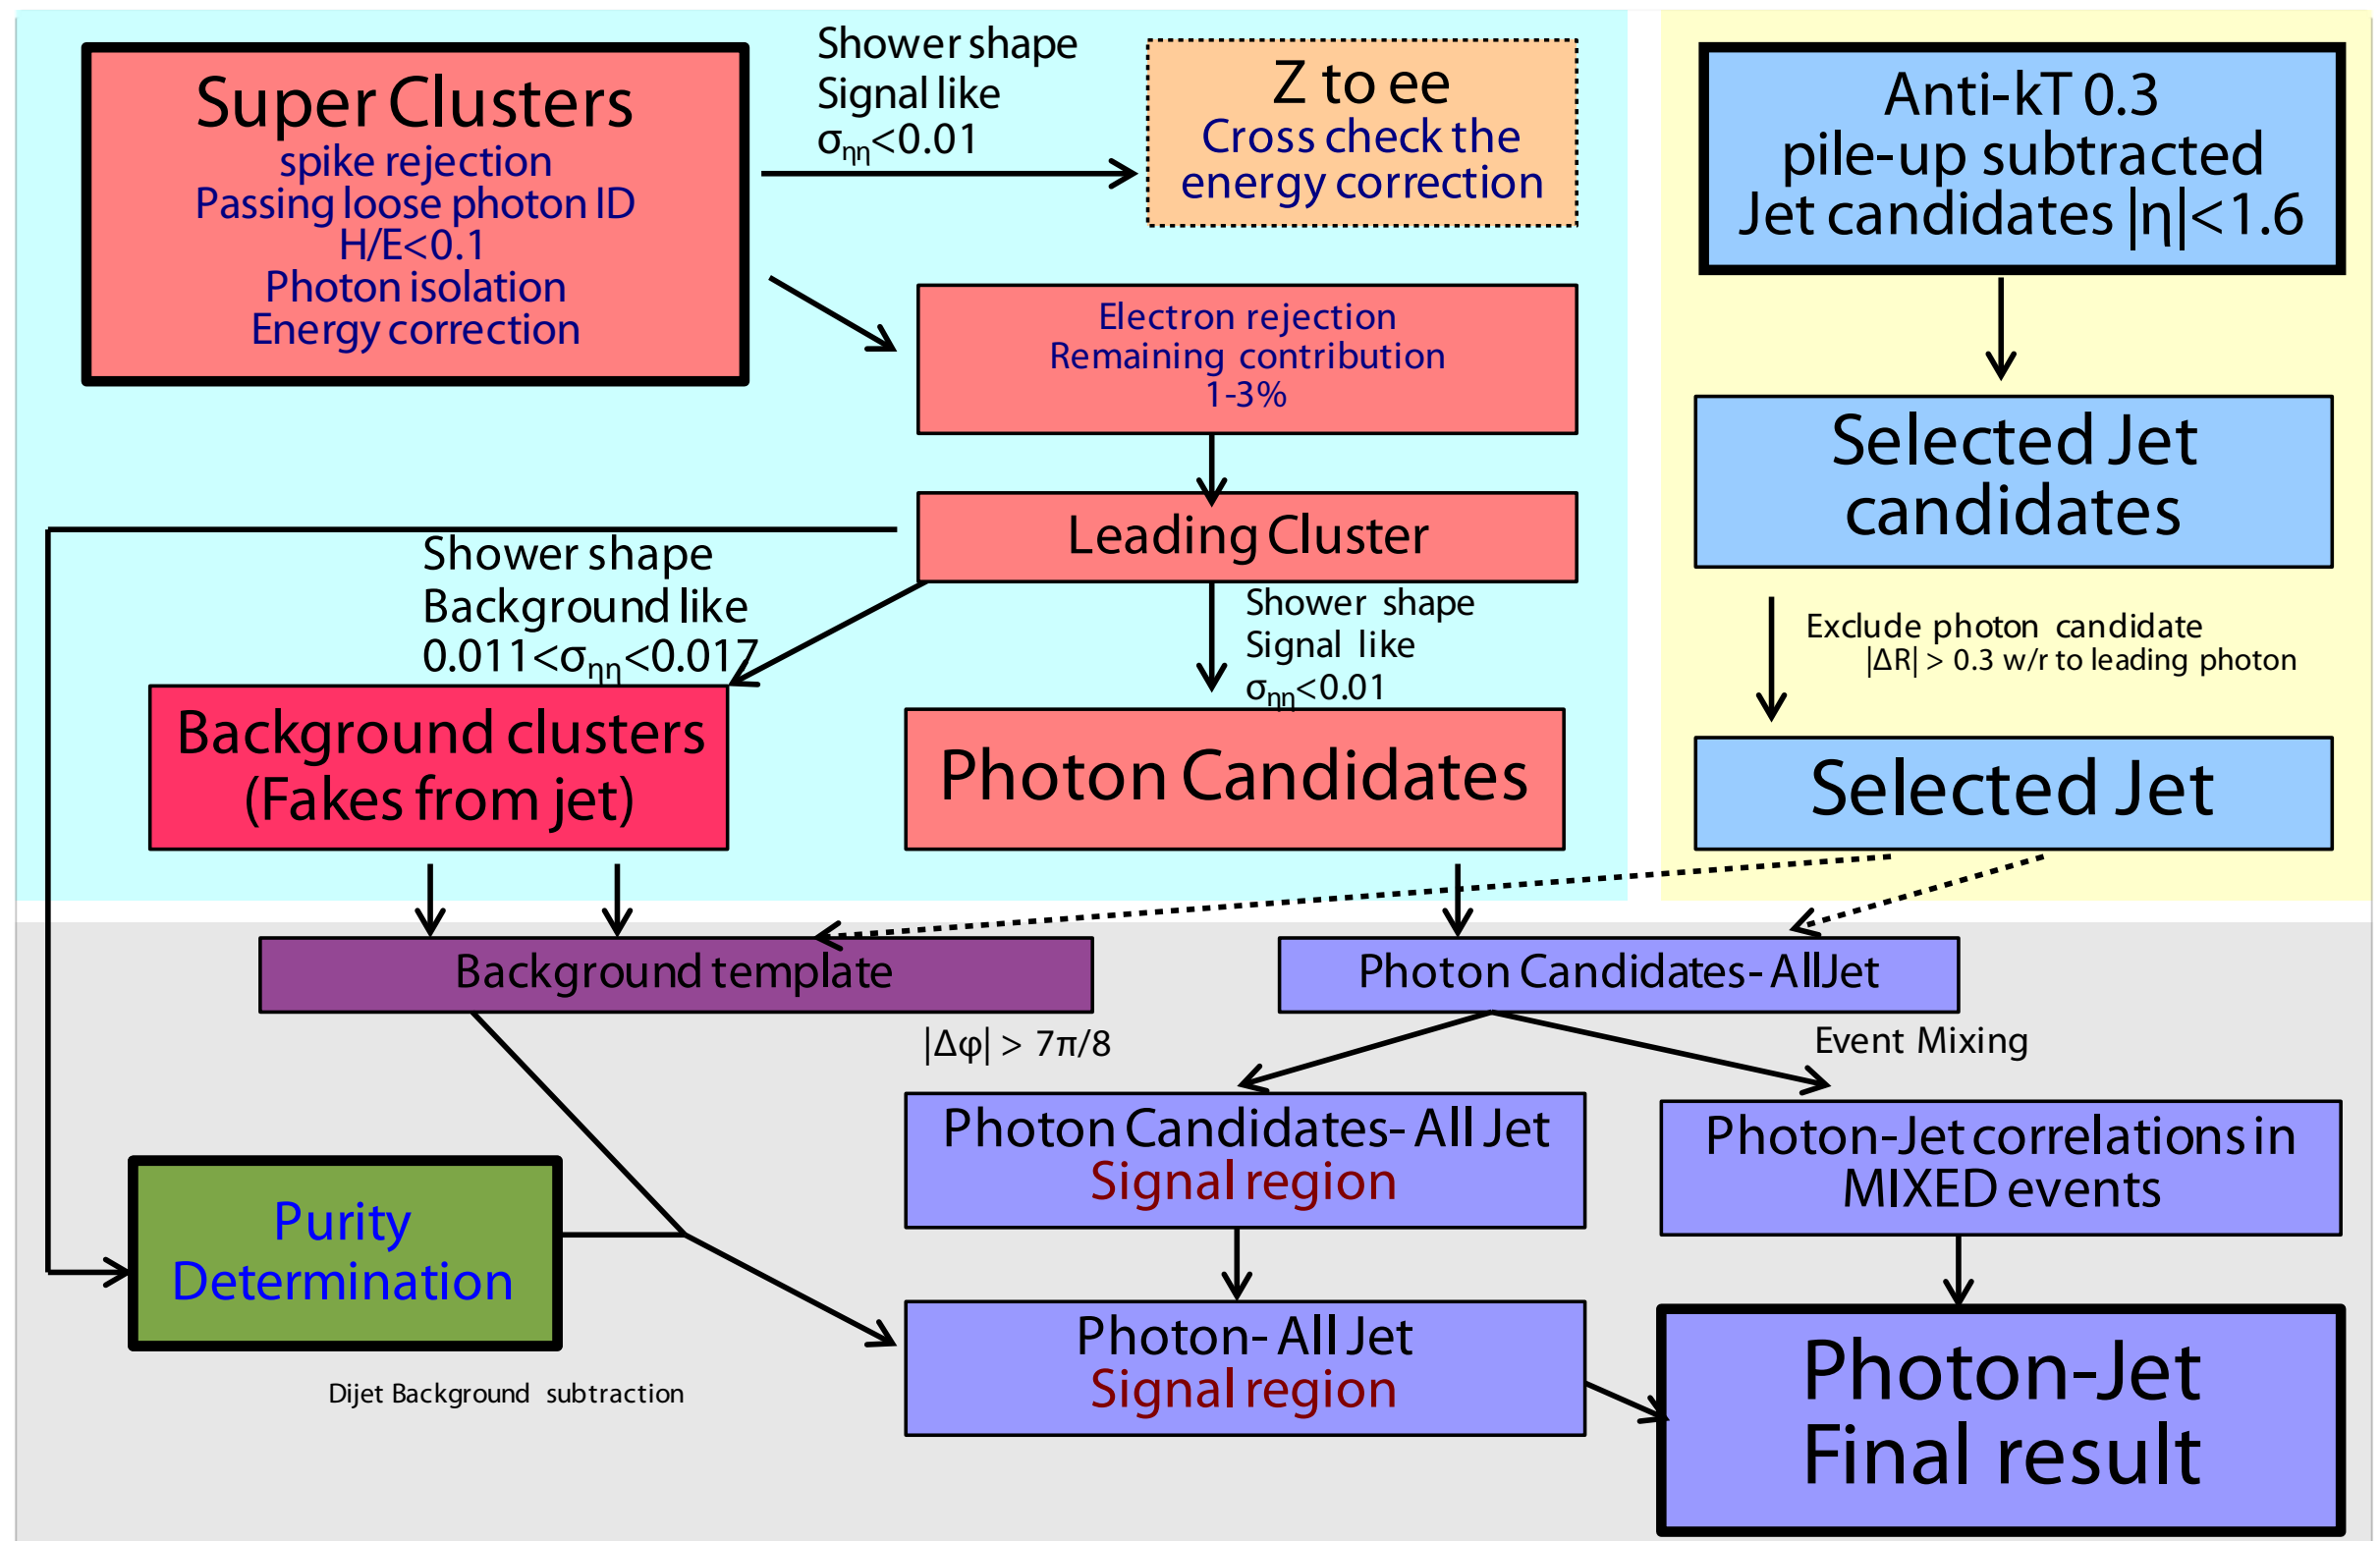 Super Clusters
spike rejection
Passing loose photon ID
H/E<0.1
Photon isolation
Energy correction
Shower shape
Signal like
σηη<0.01
Z to ee
Cross check the
energy correction
Anti-kT 0.3
pile-up subtracted
Jet candidates |η|<1.6
Electron rejection
Remaining contribution
1-3%
Selected Jet
candidates
Leading Cluster
Shower shape
Background like
0.011<σηη<0.017
Shower shape
Signal like
σηη<0.01
Exclude photon candidate
|ΔR| > 0.3 w/r to leading photon
Background clusters
(Fakes from jet)
Photon Candidates
Selected Jet
Background template
Photon Candidates- AllJet
|Δφ| > 7π/8
Event Mixing
Photon Candidates- All Jet
Signal region
Photon-Jet correlations in
MIXED events
Purity
Determination
Photon- All Jet
Signal region
Photon-Jet
Final result
Dijet Background subtraction